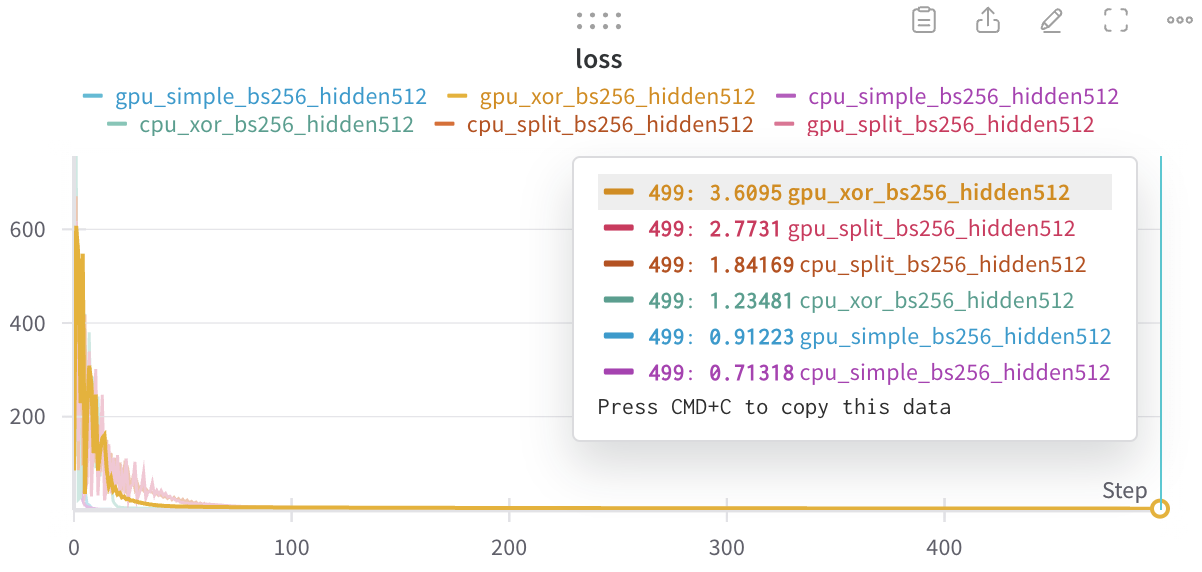 loss
gpu_simple_bs256_hidden512 gpu_xor_bs256_hidden512 cpu_simple_bs256_hidden512
cpu_xor_bs256_hidden512 cpu_split_bs256_hidden512 gpu_split_bs256_hidden512
499: 3.6095 gpu_xor_bs256_hidden512
499: 2.7731 gpu_split_bs256_hidden512
499: 1.84169 cpu_split_bs256_hidden512
499: 1.23481 cpu_xor_bs256_hidden512
499: 0.91223 gpu_simple_bs256_hidden512
499: 0.71318 cpu_simple_bs256_hidden512
Press CMD+C to copy this data
600
400
200
Step
0 100 200 300 400